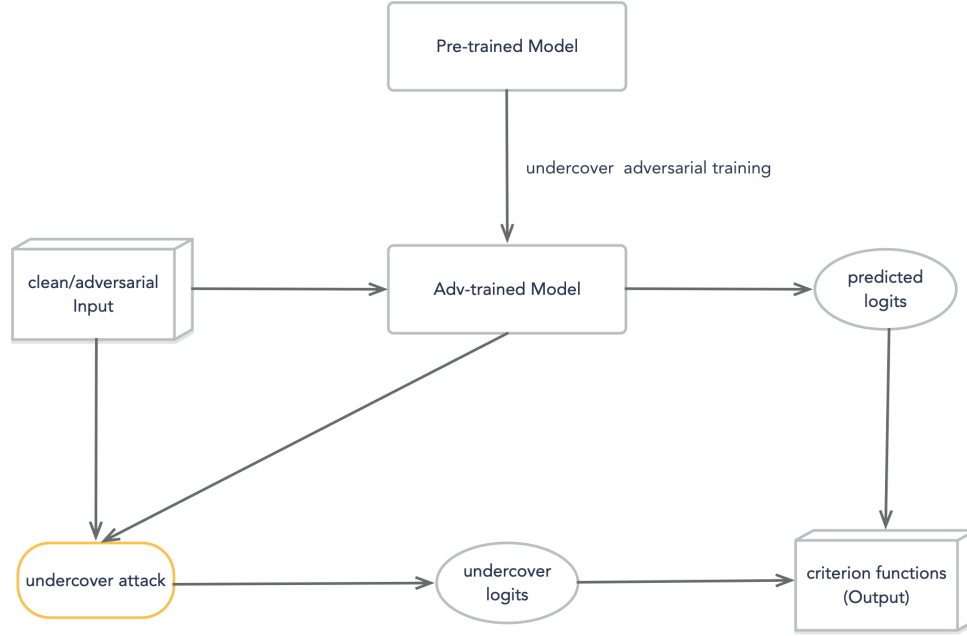 Pre-trained Model
undercover adversarial training
clean/adversarial
Input
Adv-trained Model
predicted
logits
undercover attack
undercover
logits
criterion functions
(Output)